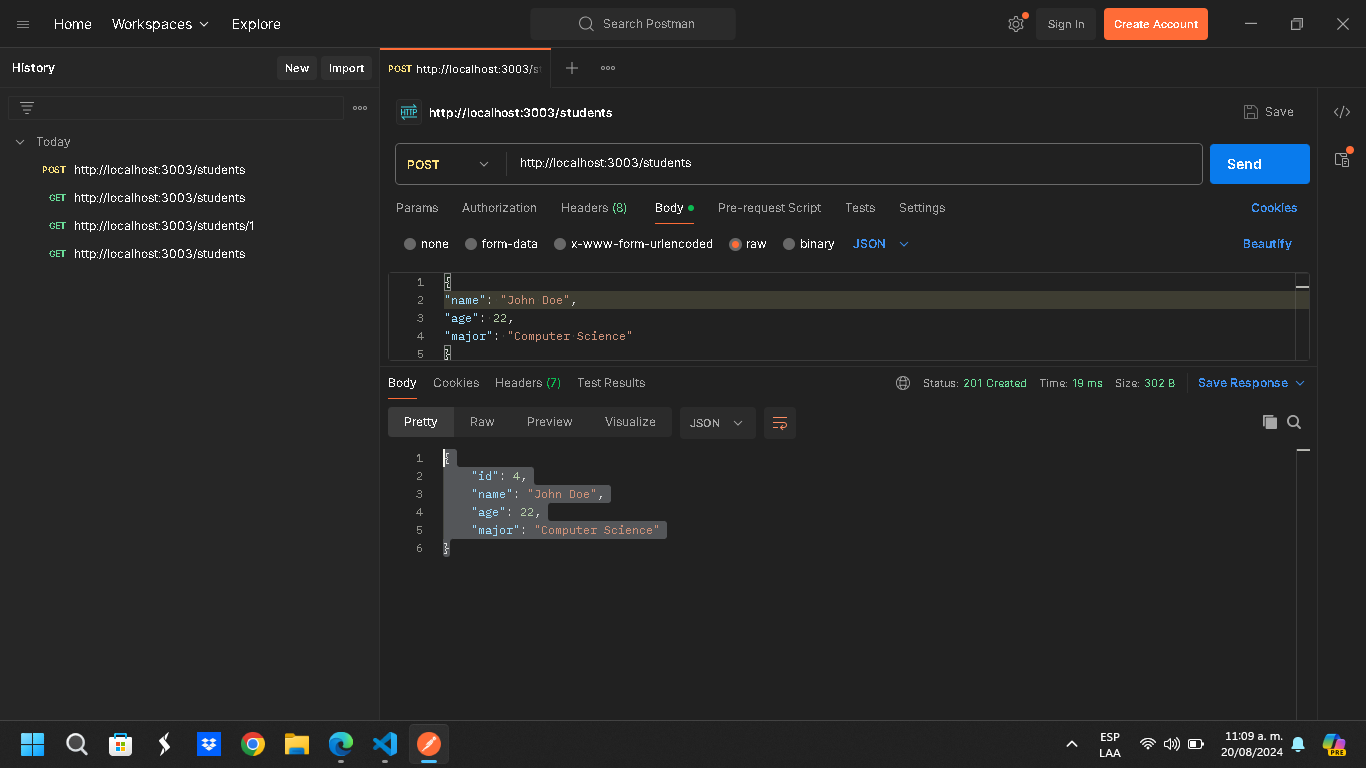 Home Workspaces Explore Search Postman Sign In Create Account
History New Import
POST http://localhost:3003/st
Today
POST http://localhost:3003/students
GET http://localhost:3003/students
GET http://localhost:3003/students/1
GET http://localhost:3003/students
HTTP http://localhost:3003/students Save
POST http://localhost:3003/students Send
Params Authorization Headers (8) Body Pre-request Script Tests Settings Cookies
none form-data x-www-form-urlencoded raw binary JSON Beautify
1 {
2 "name": "John Doe",
3 "age": 22,
4 "major": "Computer Science"
5 }
Body Cookies Headers (7) Test Results Status: 201 Created Time: 19 ms Size: 302 B Save Response
Pretty Raw Preview Visualize JSON
1 {
2 "id": 4,
3 "name": "John Doe",
4 "age": 22,
5 "major": "Computer Science"
6 }
ESP
LAA
11:09 a. m.
20/08/2024
PRE